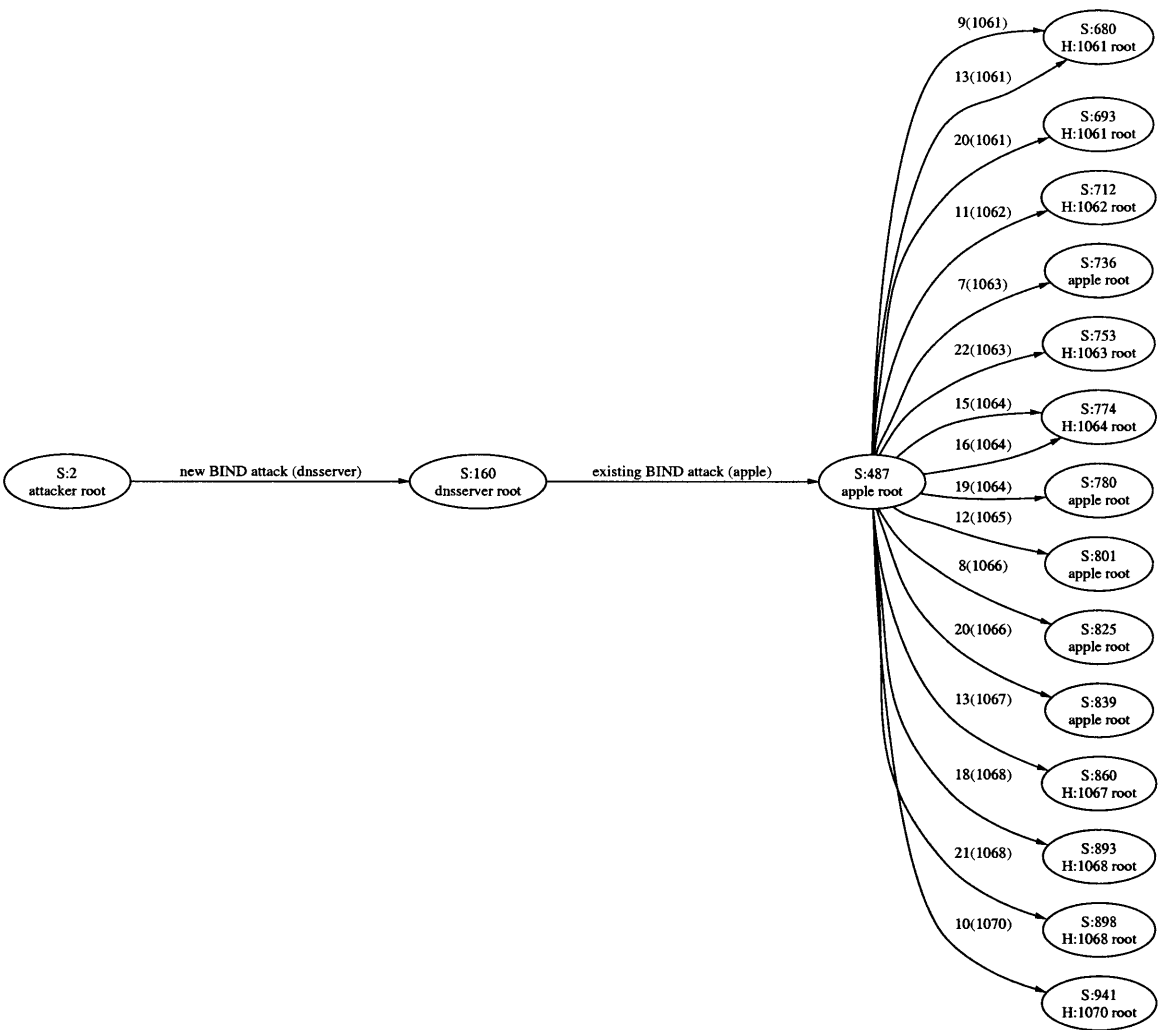 9(1061)
S:680
H:1061 root
13(1061)
S:693
H:1061 root
20(1061)
S:712
H:1062 root
11(1062)
S:736
apple root
7(1063)
S:753
H:1063 root
22(1063)
15(1064)
S:774
H:1064 root
16(1064)
S:2
attacker root
new BIND attack (dnsserver)
S:160
dnsserver root
existing BIND attack (apple)
S:487
apple root
19(1064)
S:780
apple root
12(1065)
S:801
apple root
8(1066)
S:825
apple root
20(1066)
S:839
apple root
13(1067)
S:860
H:1067 root
18(1068)
S:893
H:1068 root
21(1068)
S:898
H:1068 root
10(1070)
S:941
H:1070 root